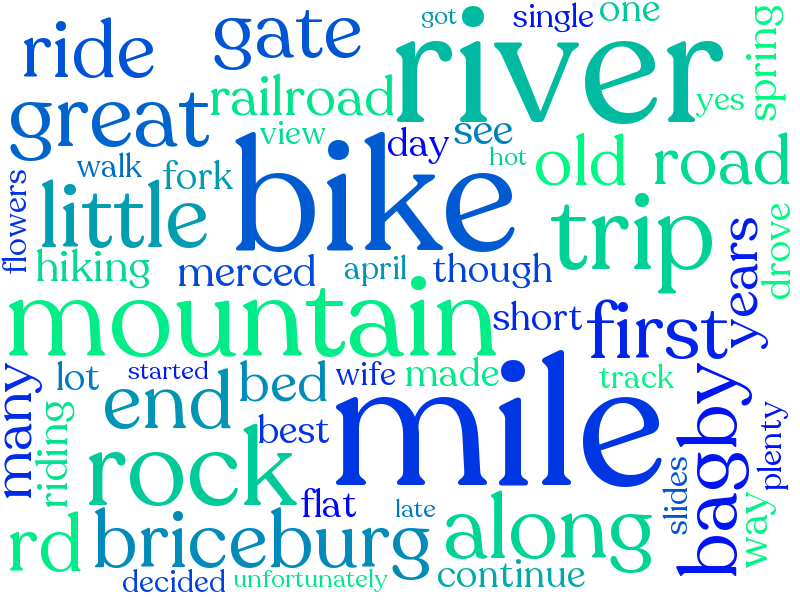 got
single
one
ride
gate
river
spring
great
railroad
yes
view
day
see
hot
old
road
walk
fork
flowers
little
bike
trip
drove
hiking
merced
april
though
years
mountain
short
first
many
lot
started
end
bed
wife
made
track
bagby
riding
best
mile
plenty
rock
flat
late
slides
way
rd
briceburg
along
decided
unfortunately
continue